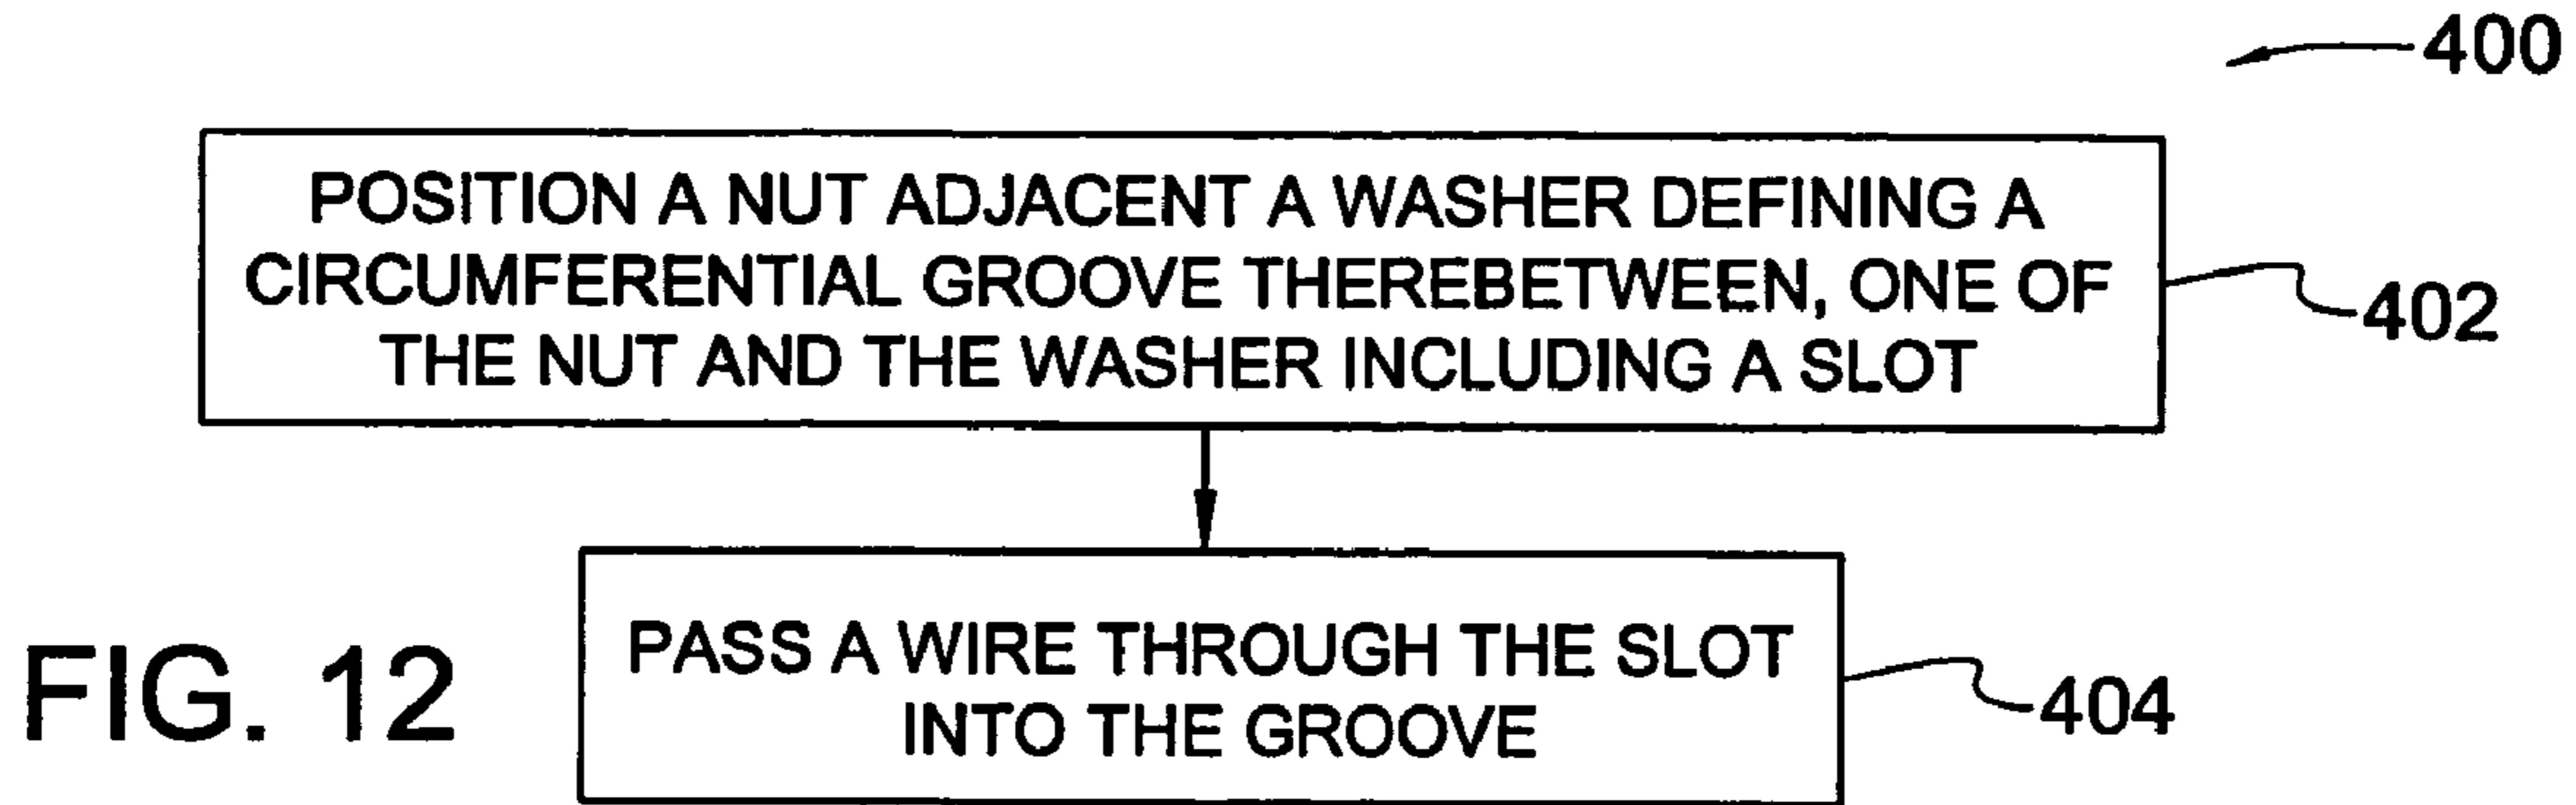 400
POSITION A NUT ADJACENT A WASHER DEFINING A
CIRCUMFERENTIAL GROOVE THEREBETWEEN, ONE OF
THE NUT AND THE WASHER INCLUDING A SLOT
402
PASS A WIRE THROUGH THE SLOT
INTO THE GROOVE
404
FIG. 12